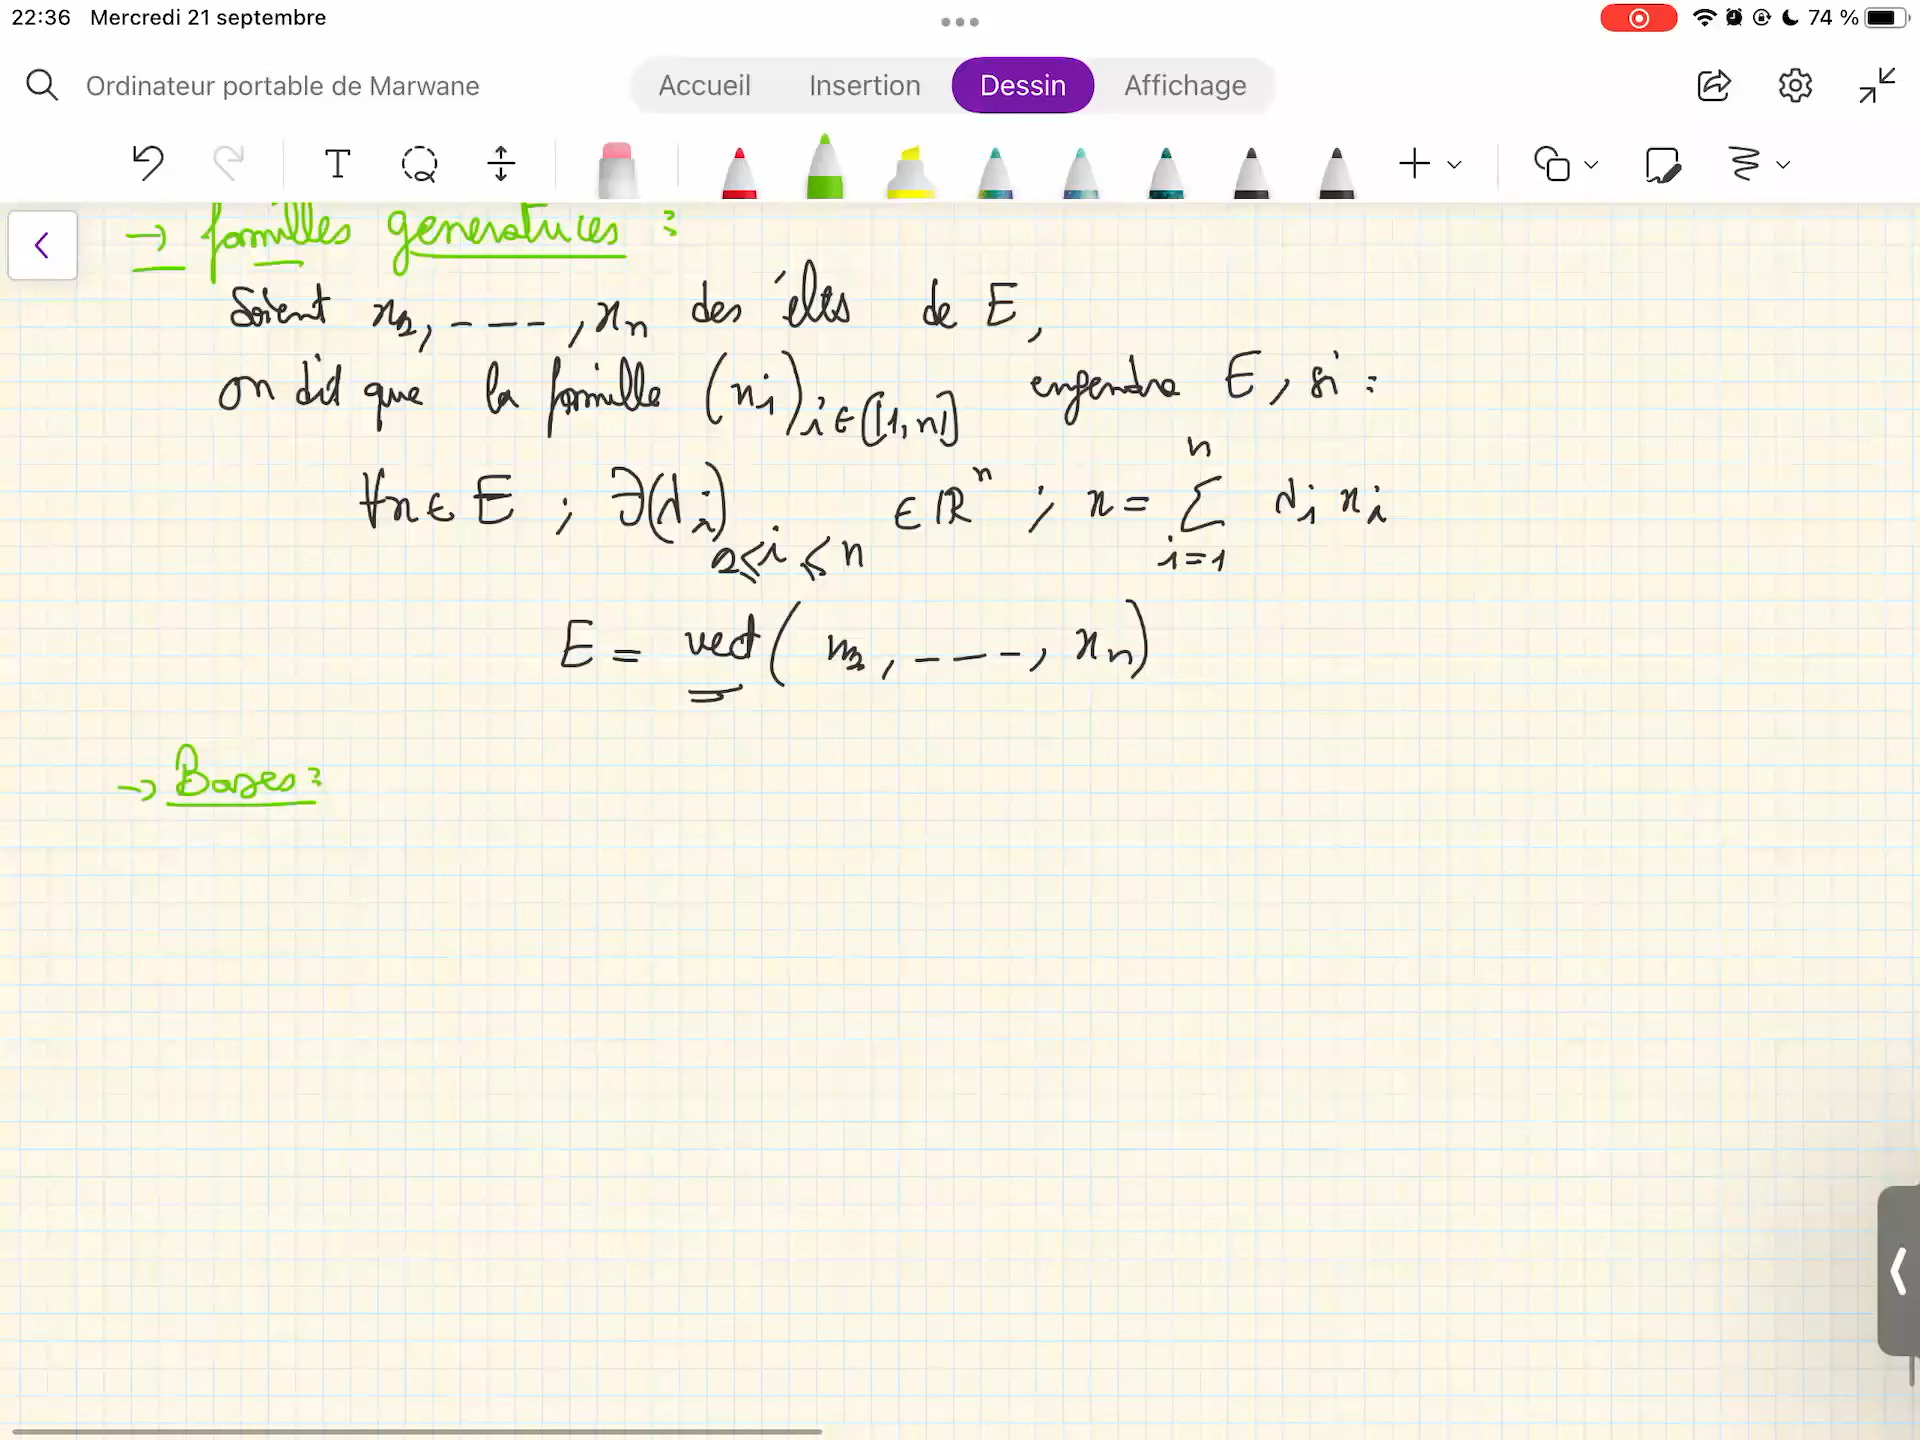 22:36 Mercredi 21 septembre 74 %
Ordinateur portable de Marwane Accueil Insertion Dessin Affichage
T
→ familles generatrices :
Soient x₁, - - - -, xₙ des élts de E,
on dit que la famille (xᵢ)ᵢ∈[|1,n|] engendre E, si :
∀x ∈ E ; ∃(λᵢ)₁≤ᵢ≤ₙ ∈ ℝⁿ ; x = ∑ᵢ₌₁ⁿ λᵢ xᵢ
E = vect( x₁, - - - -, xₙ)
→ Bases :